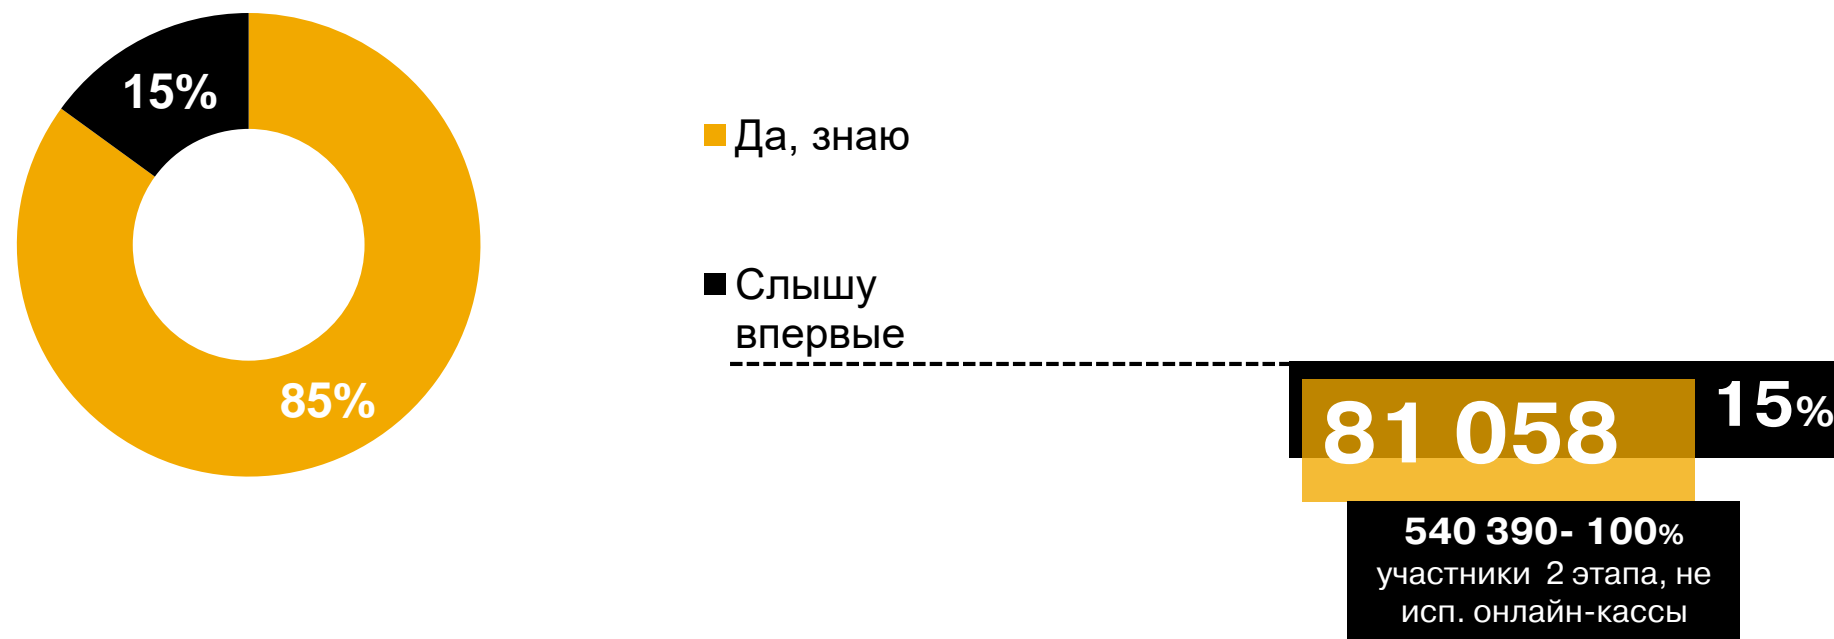 15%
85%
Да, знаю
Слышу
впервые
81 058
15%
540 390- 100%
участники 2 этапа, не
исп. онлайн-кассы